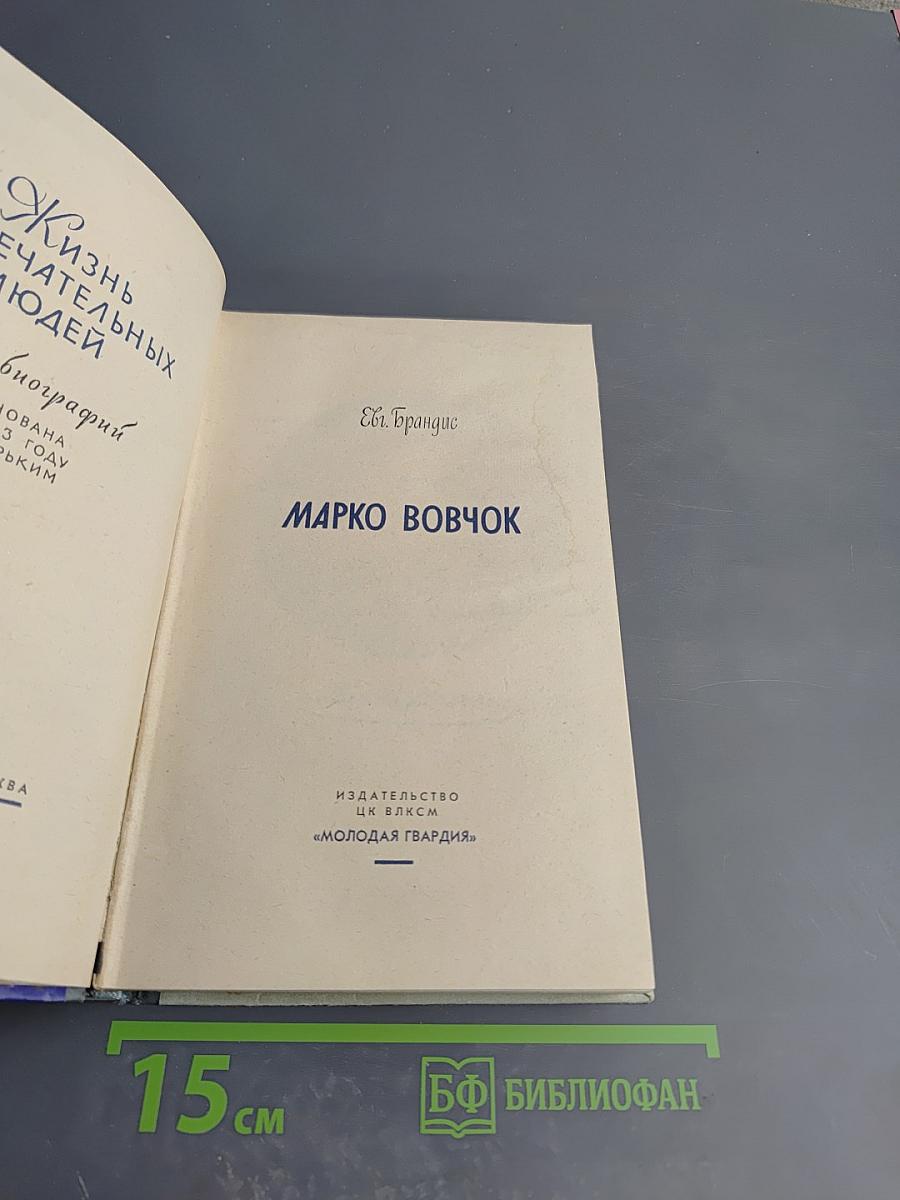 Жизнь
ЕЧАТЕЛЬНЫХ
ЛЮДЕЙ
биографий
НОВАНА
3 ГОДУ
РЬКИМ
КВА
Евг. Брандис
МАРКО ВОВЧОК
ИЗДАТЕЛЬСТВО
ЦК ВЛКСМ
«МОЛОДАЯ ГВАРДИЯ»
15 см
БФ БИБЛИОФАН